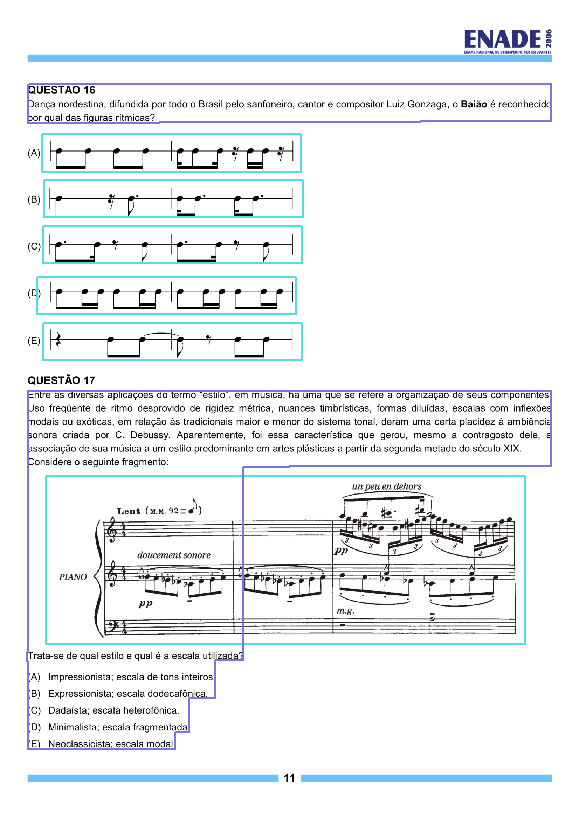 ENADE 2006
EXAME NACIONAL DE DESEMPENHO DOS ESTUDANTES
QUESTÃO 16
Dança nordestina, difundida por todo o Brasil pelo sanfoneiro, cantor e compositor Luiz Gonzaga, o Baião é reconhecido
por qual das figuras rítmicas?
(A)
(B)
(C)
(D)
(E)
QUESTÃO 17
Entre as diversas aplicações do termo "estilo", em música, há uma que se refere à organização de seus componentes.
Uso freqüente de ritmo desprovido de rigidez métrica, nuances timbrísticas, formas diluídas, escalas com inflexões
modais ou exóticas, em relação às tradicionais maior e menor do sistema tonal, deram uma certa placidez à ambiência
sonora criada por C. Debussy. Aparentemente, foi essa característica que gerou, mesmo a contragosto dele, a
associação de sua música a um estilo predominante em artes plásticas a partir da segunda metade do século XIX.
Considere o seguinte fragmento:
un peu en dehors
Lent (M.M. 92 = )
doucement sonore
pp
PIANO
pp
m.g.
Trata-se de qual estilo e qual é a escala utilizada?
(A) Impressionista; escala de tons inteiros.
(B) Expressionista; escala dodecafônica.
(C) Dadaísta; escala heterofônica.
(D) Minimalista; escala fragmentada.
(E) Neoclassicista; escala modal.
11